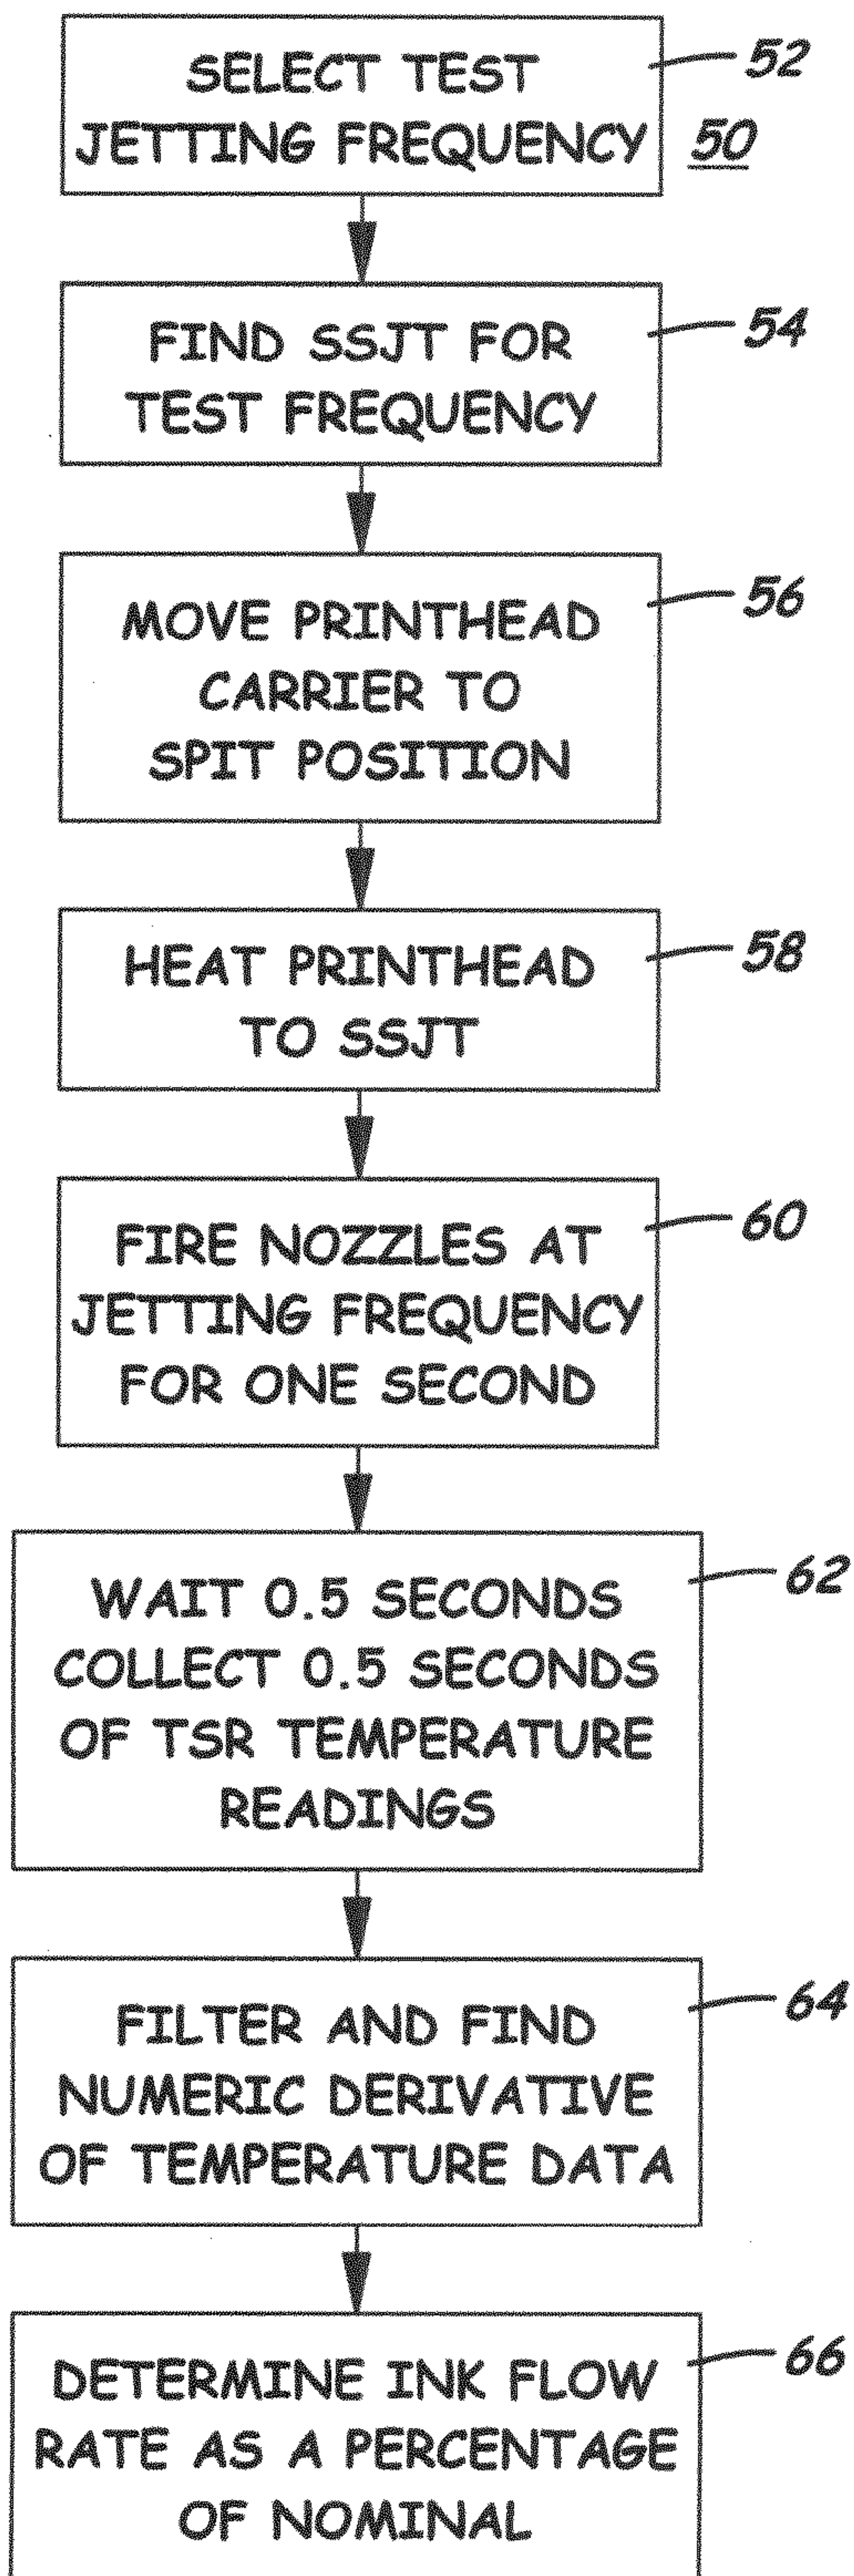 SELECT TEST
JETTING FREQUENCY
52
50
FIND SSJT FOR
TEST FREQUENCY
54
MOVE PRINTHEAD
CARRIER TO
SPIT POSITION
56
HEAT PRINTHEAD
TO SSJT
58
FIRE NOZZLES AT
JETTING FREQUENCY
FOR ONE SECOND
60
WAIT 0.5 SECONDS
COLLECT 0.5 SECONDS
OF TSR TEMPERATURE
READINGS
62
FILTER AND FIND
NUMERIC DERIVATIVE
OF TEMPERATURE DATA
64
DETERMINE INK FLOW
RATE AS A PERCENTAGE
OF NOMINAL
66